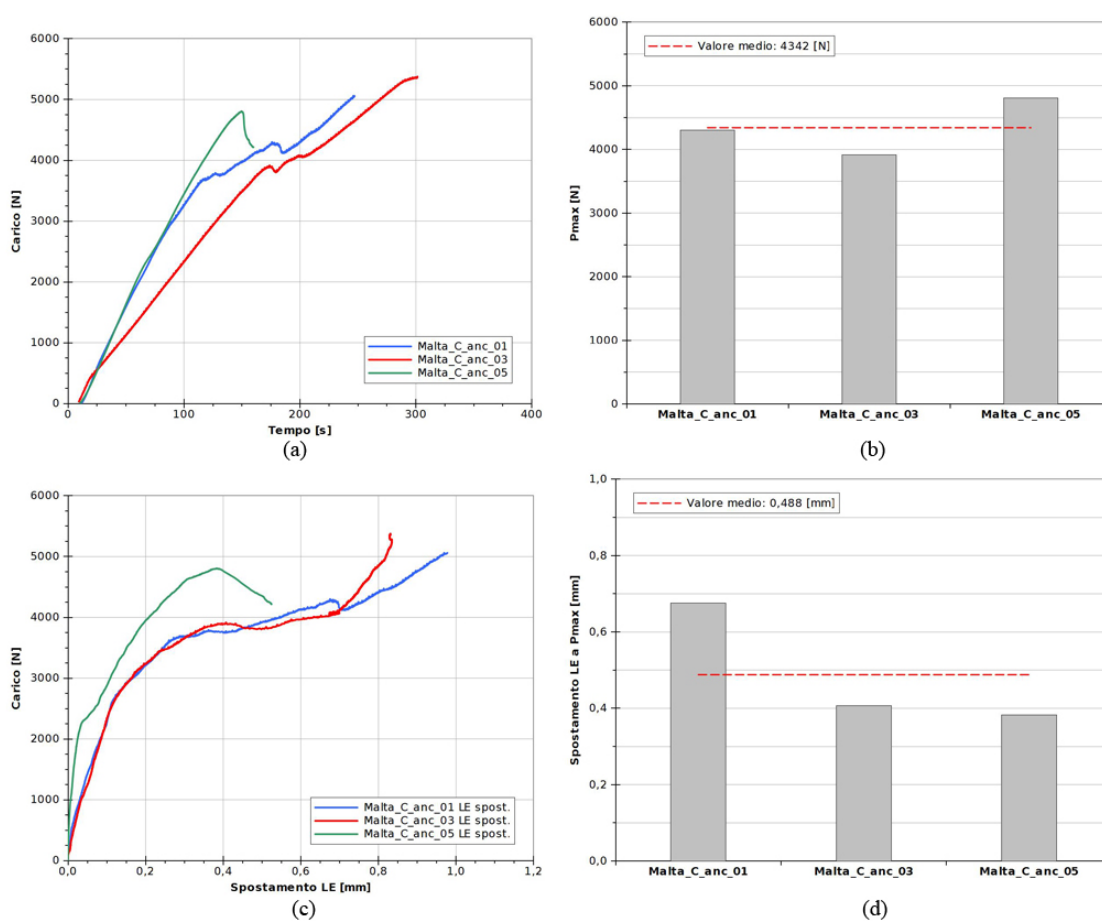 6000
5000
4000
3000
2000
1000
0
Carico [N]
0 100 200 300 400
Tempo [s]
Malta_C_anc_01
Malta_C_anc_03
Malta_C_anc_05
(a)
6000
5000
4000
3000
2000
1000
0
Pmax [N]
Valore medio: 4342 [N]
Malta_C_anc_01 Malta_C_anc_03 Malta_C_anc_05
(b)
6000
5000
4000
3000
2000
1000
0
Carico [N]
Malta_C_anc_01 LE spost.
Malta_C_anc_03 LE spost.
Malta_C_anc_05 LE spost.
0,0 0,2 0,4 0,6 0,8 1,0 1,2
Spostamento LE [mm]
(c)
1,0
0,8
0,6
0,4
0,2
0,0
Spostamento LE a Pmax [mm]
Valore medio: 0,488 [mm]
Malta_C_anc_01 Malta_C_anc_03 Malta_C_anc_05
(d)